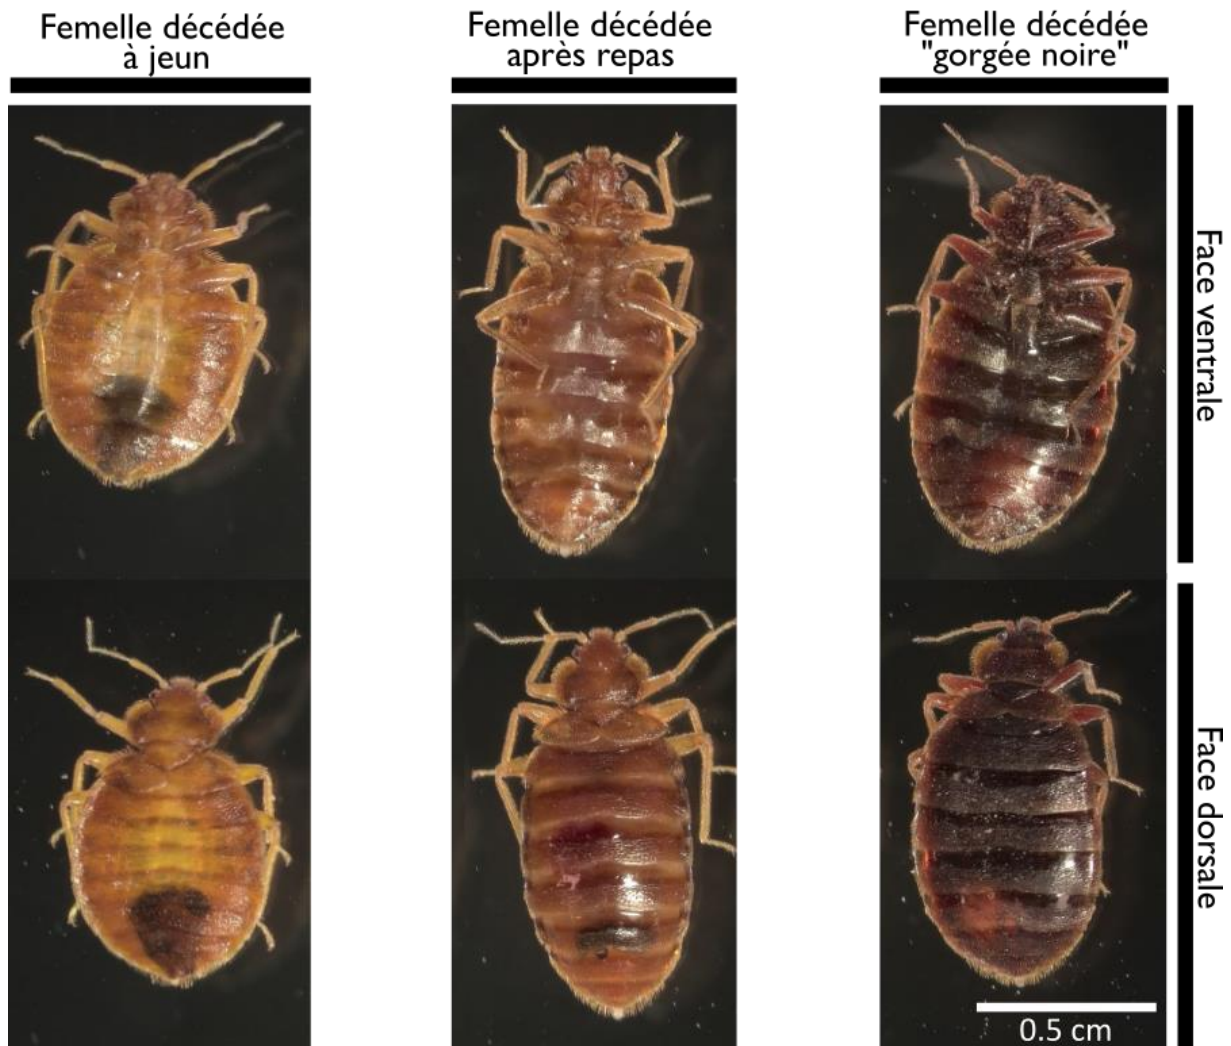 Femelle décédée
à jeun
Femelle décédée
après repas
Femelle décédée
"gorgée noire"
Face ventrale
Face dorsale
0.5 cm